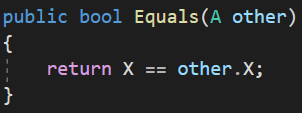 public bool Equals(A other)
{
    return X == other.X;
}